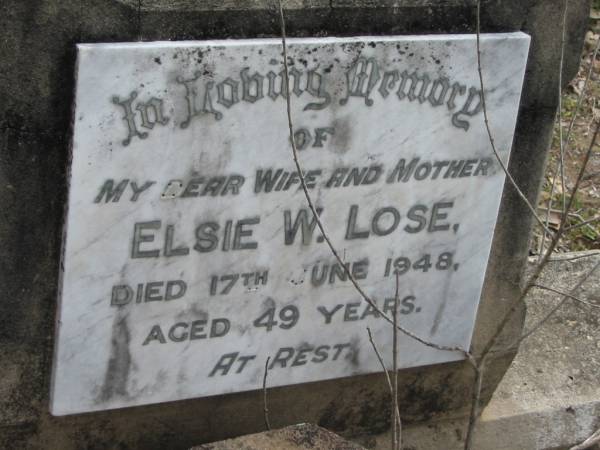 In Loving Memory
OF
MY DEAR WIFE AND MOTHER
ELSIE W. LOSE,
DIED 17TH JUNE 1948,
AGED 49 YEARS.
AT REST.